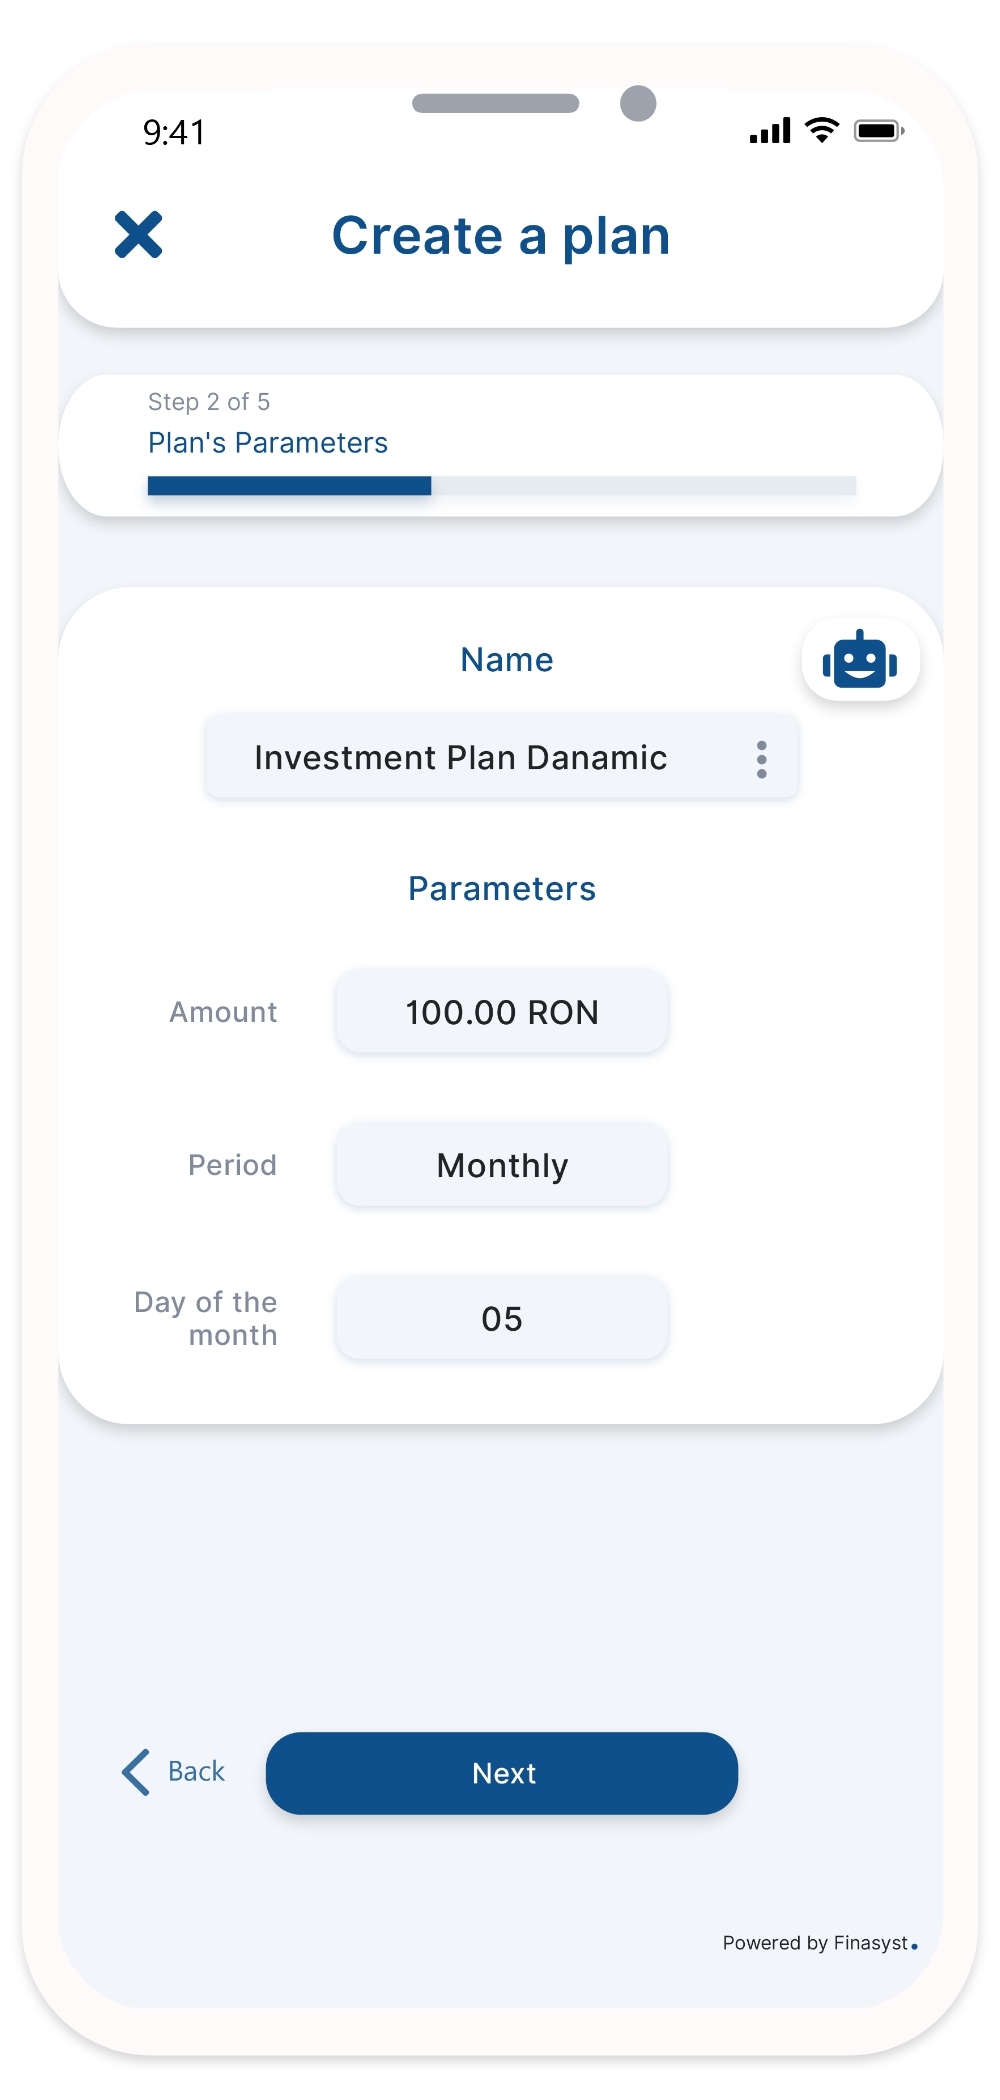 9:41
Create a plan
Step 2 of 5
Plan's Parameters
Name
Investment Plan Danamic
Parameters
Amount
100.00 RON
Period
Monthly
Day of the
month
05
Back
Next
Powered by Finasyst.